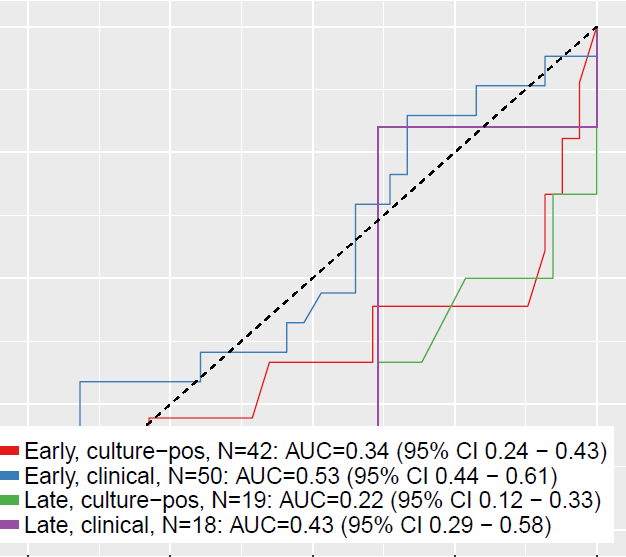 Early, culture−pos, N=42: AUC=0.34 (95% CI 0.24 − 0.43)
Early, clinical, N=50: AUC=0.53 (95% CI 0.44 − 0.61)
Late, culture−pos, N=19: AUC=0.22 (95% CI 0.12 − 0.33)
Late, clinical, N=18: AUC=0.43 (95% CI 0.29 − 0.58)